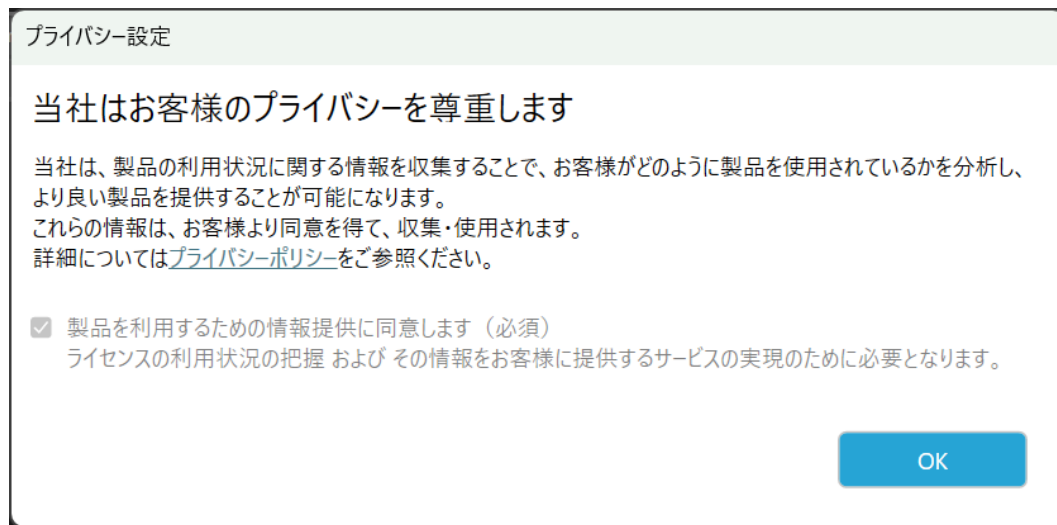 プライバシー設定
当社はお客様のプライバシーを尊重します
当社は、製品の利用状況に関する情報を収集することで、お客様がどのように製品を使用されているかを分析し、
より良い製品を提供することが可能になります。
これらの情報は、お客様より同意を得て、収集・使用されます。
詳細についてはプライバシーポリシーをご参照ください。
製品を利用するための情報提供に同意します（必須）
ライセンスの利用状況の把握 および その情報をお客様に提供するサービスの実現のために必要となります。
OK